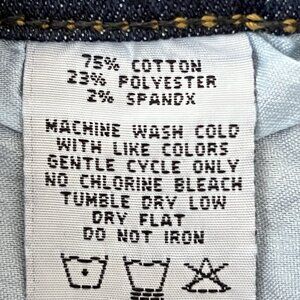 75% COTTON
23% POLYESTER
2% SPANDX
MACHINE WASH COLD
WITH LIKE COLORS
GENTLE CYCLE ONLY
NO CHLORINE BLEACH
TUMBLE DRY LOW
DRY FLAT
DO NOT IRON